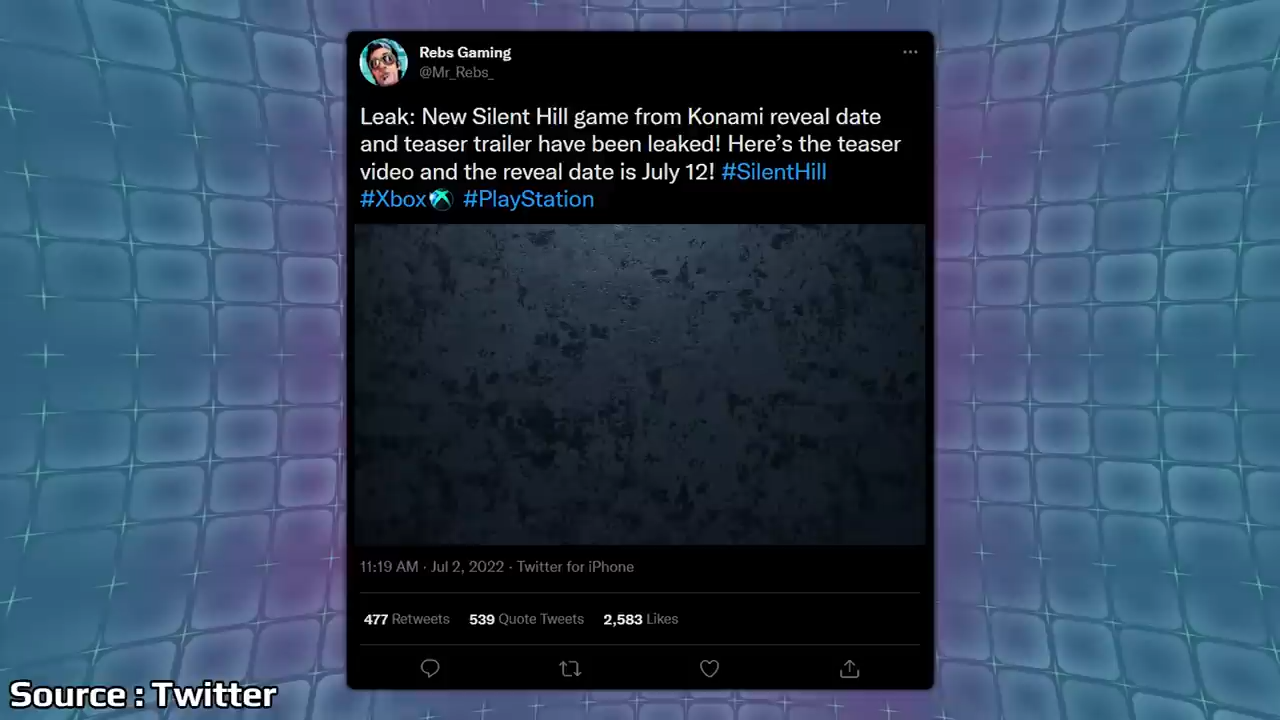 Rebs Gaming
@Mr_Rebs_
Leak: New Silent Hill game from Konami reveal date
and teaser trailer have been leaked! Here’s the teaser
video and the reveal date is July 12! #SilentHill
#Xbox #PlayStation
11:19 AM · Jul 2, 2022 · Twitter for iPhone
477 Retweets 539 Quote Tweets 2,583 Likes
Source : Twitter